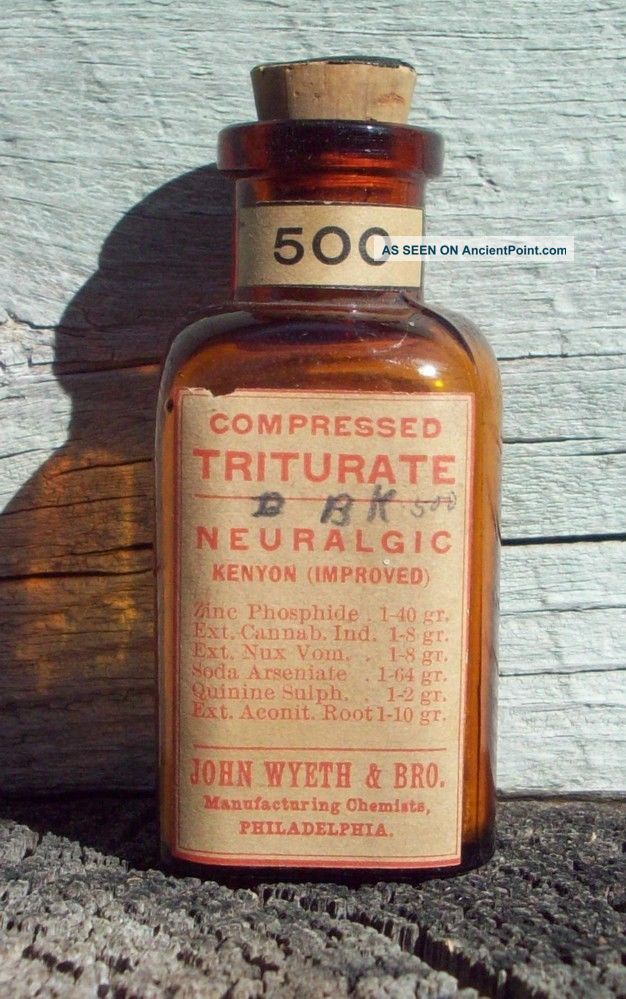 500
AS SEEN ON AncientPoint.com
COMPRESSED
TRITURATE
B BK 500
NEURALGIC
KENYON (IMPROVED)
Zinc Phosphide . 1-40 gr.
Ext. Cannab. Ind. 1-8 gr.
Ext. Nux Vom. . 1-8 gr.
Soda Arseniate . 1-64 gr.
Quinine Sulph. . 1-2 gr.
Ext. Aconit. Root 1-10 gr.
JOHN WYETH & BRO.
Manufacturing Chemists,
PHILADELPHIA.